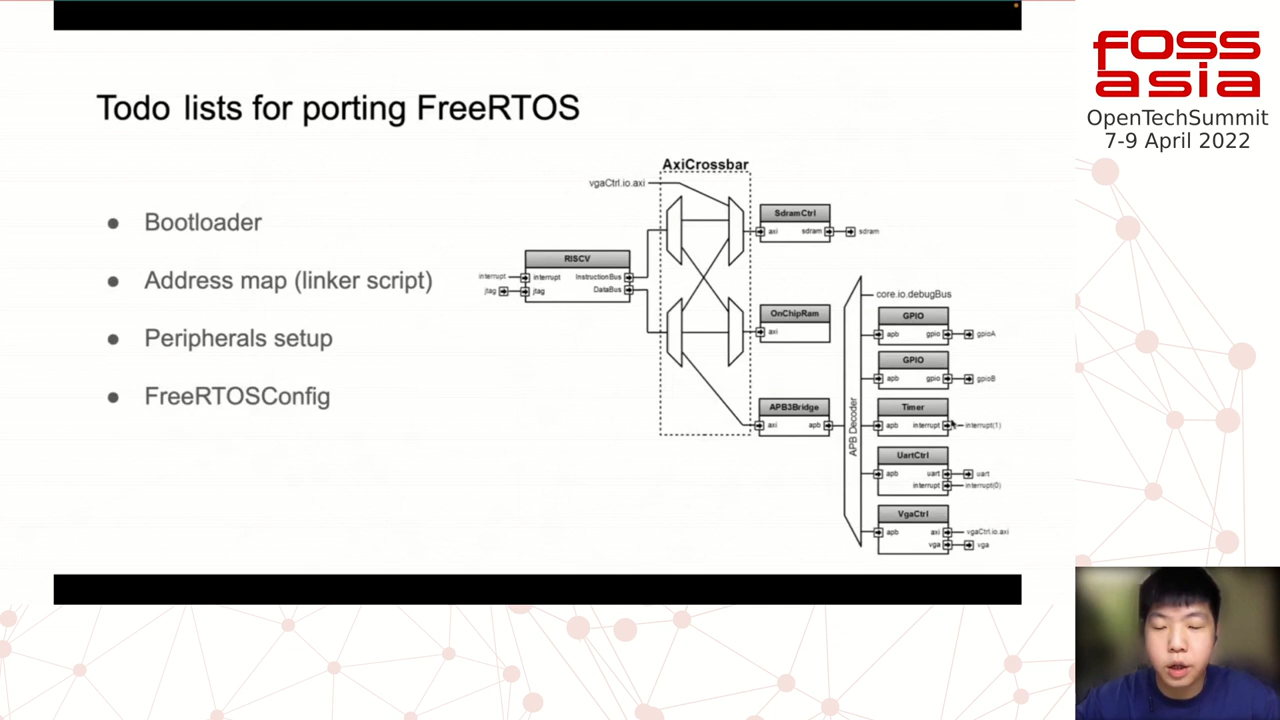 Todo lists for porting FreeRTOS
Bootloader
Address map (linker script)
Peripherals setup
FreeRTOSConfig
AxiCrossbar
vgaCtrl.io.axi
RISCV
interrupt
interrupt
InstructionBus
jtag
jtag
DataBus
SdramCtrl
axi
sdram
sdram
OnChipRam
axi
APB3Bridge
axi
apb
APB Decoder
core.io.debugBus
GPIO
apb
gpio
gpioA
GPIO
apb
gpio
gpioB
Timer
apb
interrupt
interrupt(1)
UartCtrl
apb
uart
uart
interrupt
interrupt(0)
VgaCtrl
apb
axi
vgaCtrl.io.axi
vga
vga
FOSS
asia
OpenTechSummit
7-9 April 2022